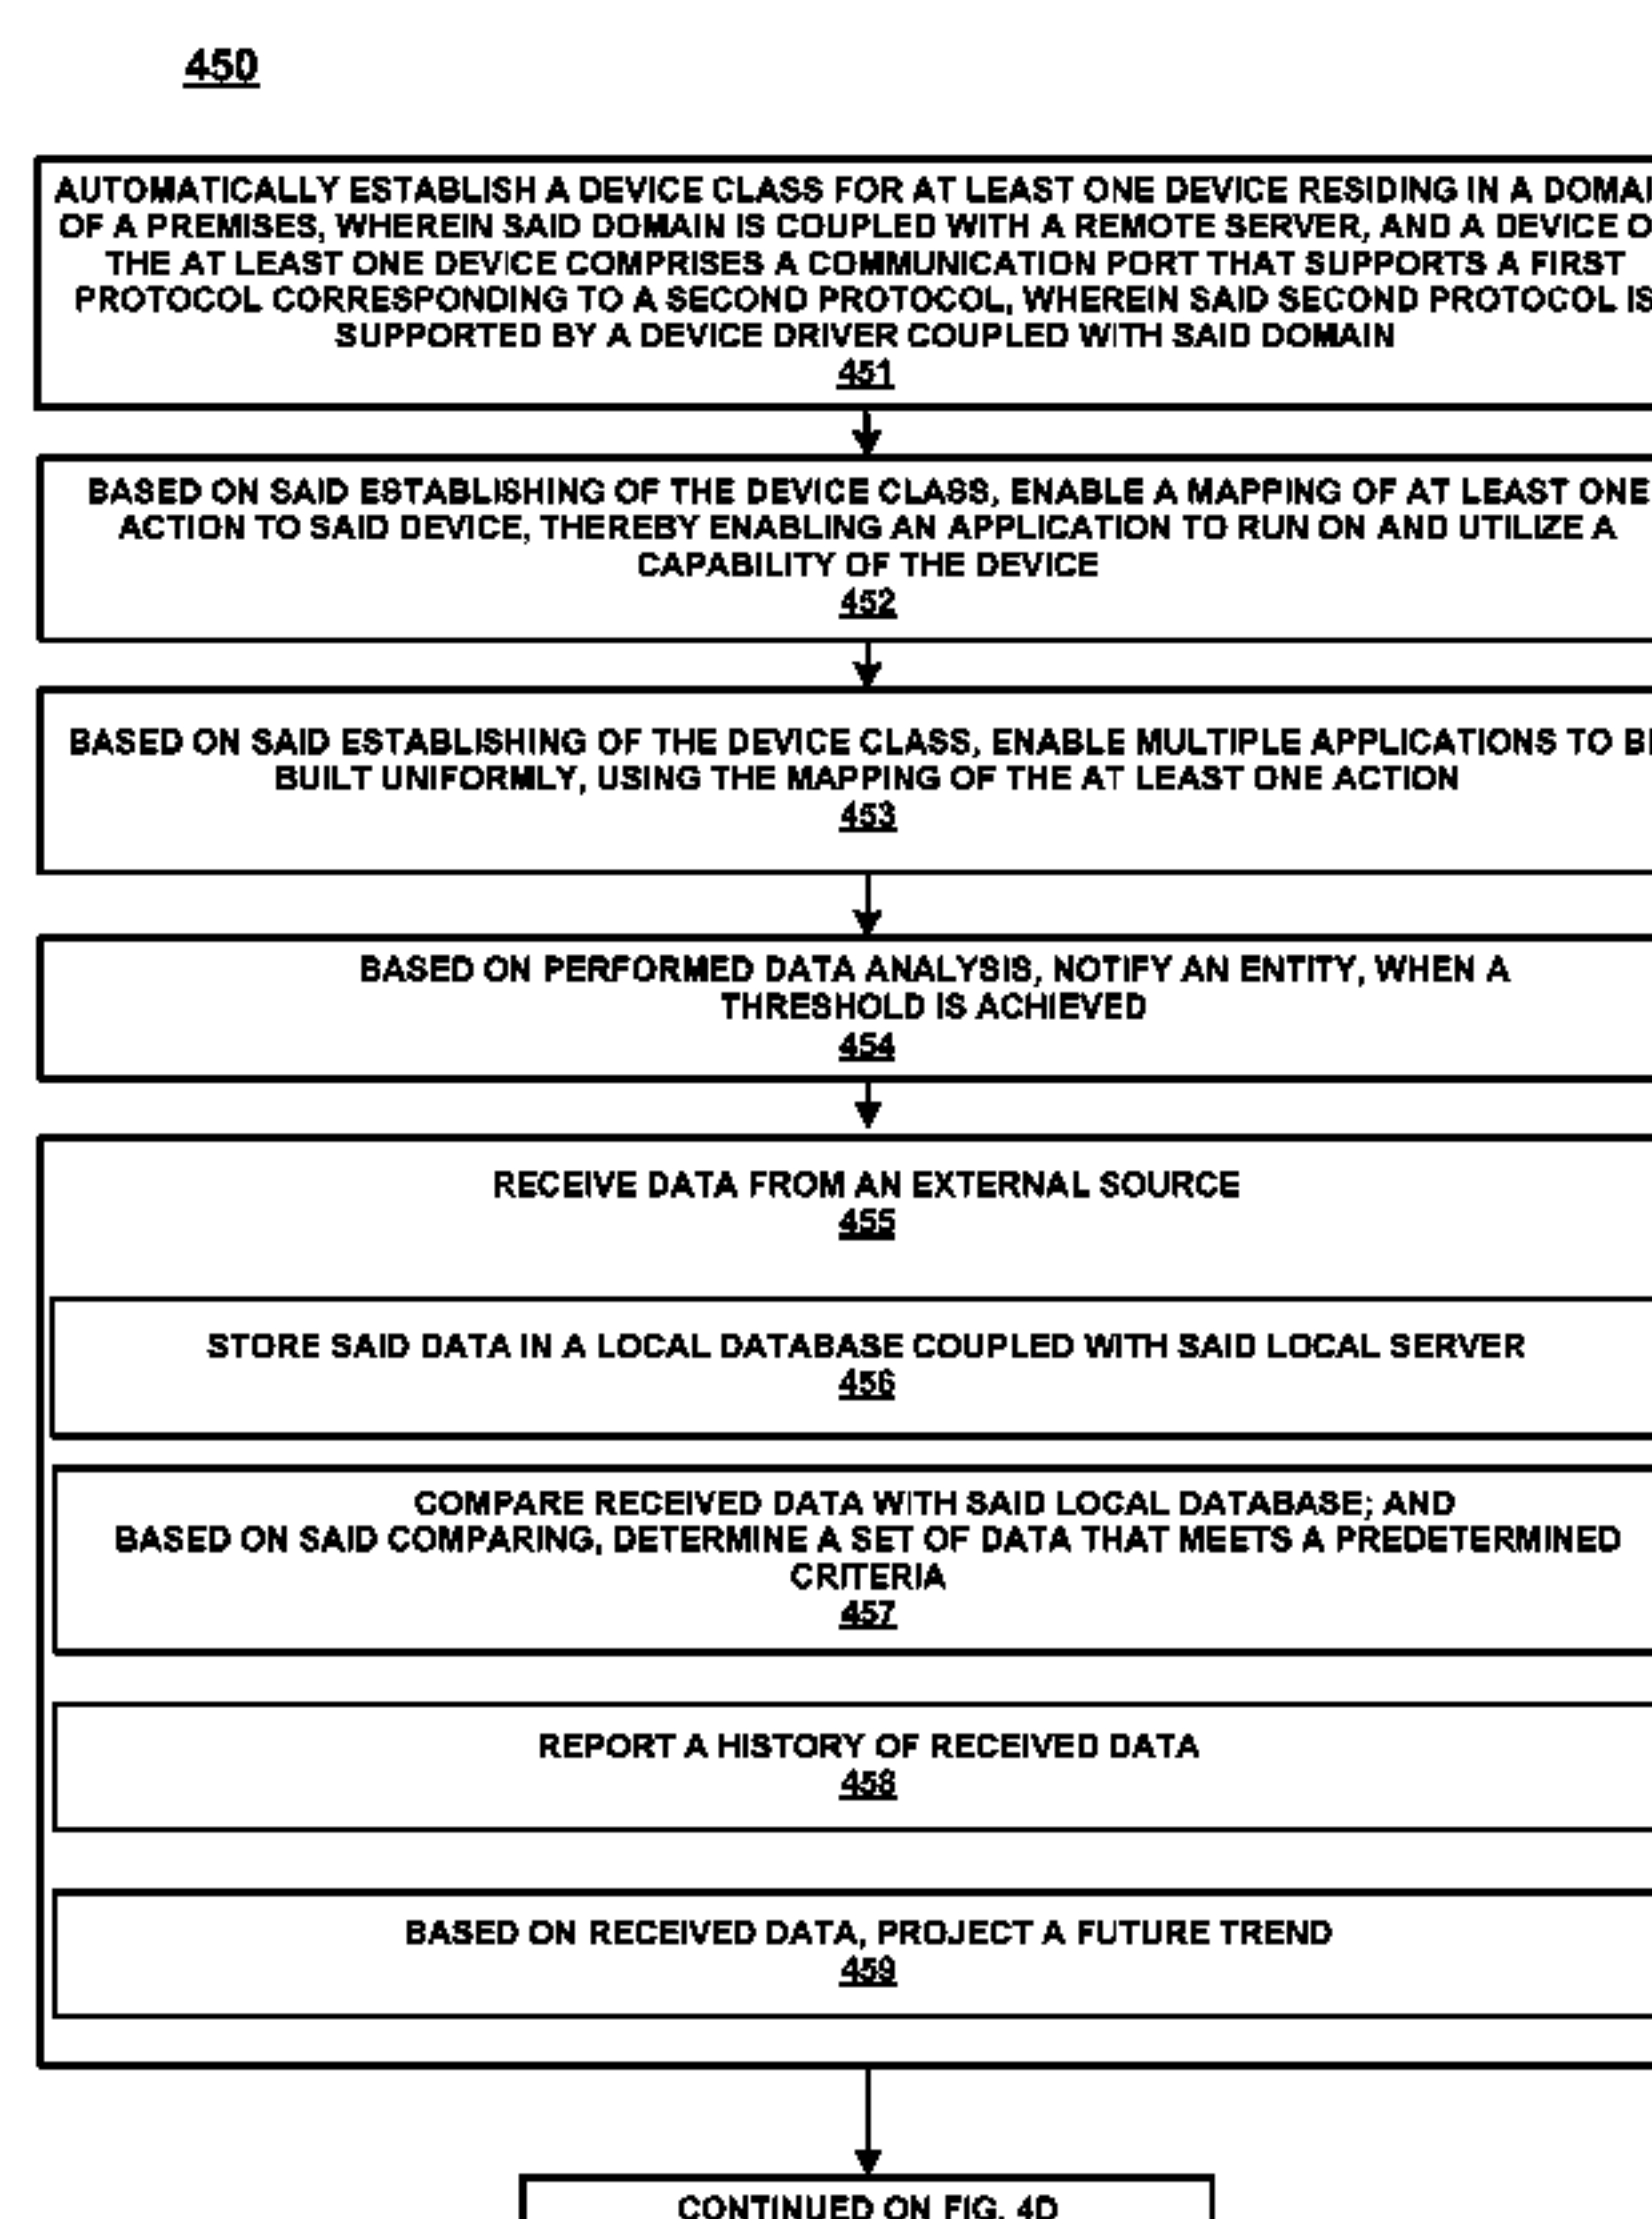 450
AUTOMATICALLY ESTABLISH A DEVICE CLASS FOR AT LEAST ONE DEVICE RESIDING IN A
OF A PREMISES, WHEREIN SAID DOMAIN IS COUPLED WITH A REMOTE SERVER, AND A DEVICE
THE AT LEAST ONE DEVICE COMPRISES A COMMUNICATION PORT THAT SUPPORTS A FIRST
PROTOCOL CORRESPONDING TO A SECOND PROTOCOL, WHEREIN SAID SECOND PROTOCOL IS
SUPPORTED BY A DEVICE DRIVER COUPLED WITH SAID DOMAIN
451
BASED ON SAID ESTABLISHING OF THE DEVICE CLASS, ENABLE A MAPPING OF AT LEAST ONE
ACTION TO SAID DEVICE, THEREBY ENABLING AN APPLICATION TO RUN ON AND UTILIZE A
CAPABILITY OF THE DEVICE
452
BASED ON SAID ESTABLISHING OF THE DEVICE CLASS, ENABLE MULTIPLE APPLICATIONS TO
BUILT UNIFORMLY, USING THE MAPPING OF THE AT LEAST ONE ACTION
453
BASED ON PERFORMED DATA ANALYSIS, NOTIFY AN ENTITY, WHEN A
THRESHOLD IS ACHIEVED
454
RECEIVE DATA FROM AN EXTERNAL SOURCE
455
STORE SAID DATA IN A LOCAL DATABASE COUPLED WITH SAID LOCAL SERVER
456
COMPARE RECEIVED DATA WITH SAID LOCAL DATABASE; AND
BASED ON SAID COMPARING, DETERMINE A SET OF DATA THAT MEETS A PREDETERMINED
CRITERIA
457
REPORT A HISTORY OF RECEIVED DATA
458
BASED ON RECEIVED DATA, PROJECT A FUTURE TREND
459
CONTINUED ON FIG. 4D